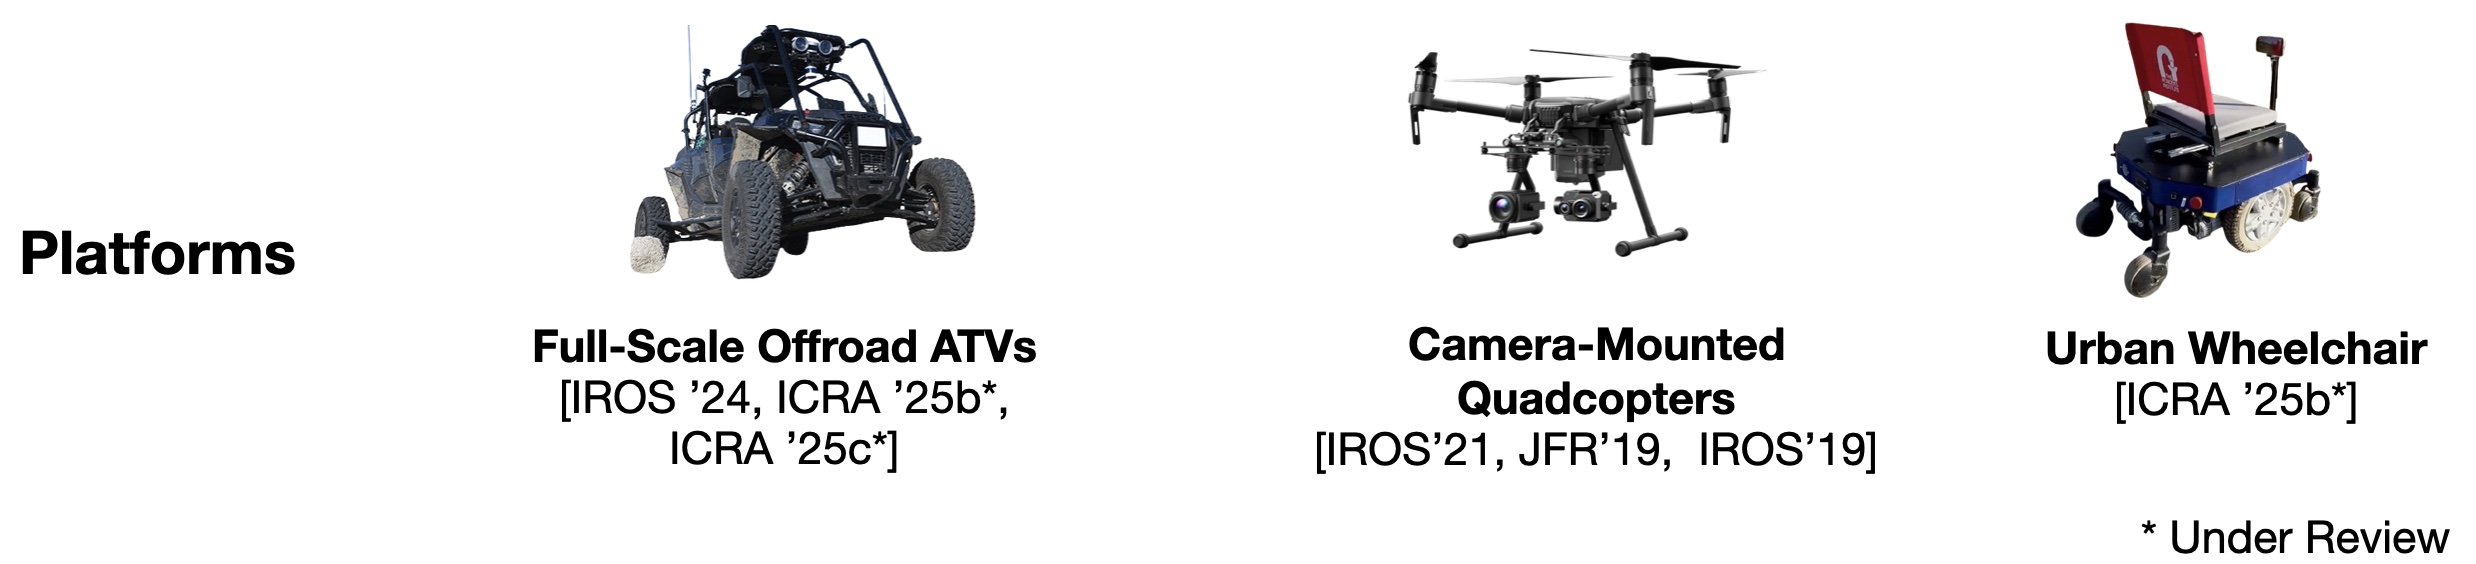 Platforms
Full-Scale Offroad ATVs
[IROS ’24, ICRA ’25b*,
ICRA ’25c*]
Camera-Mounted
Quadcopters
[IROS’21, JFR’19, IROS’19]
Urban Wheelchair
[ICRA ’25b*]
* Under Review